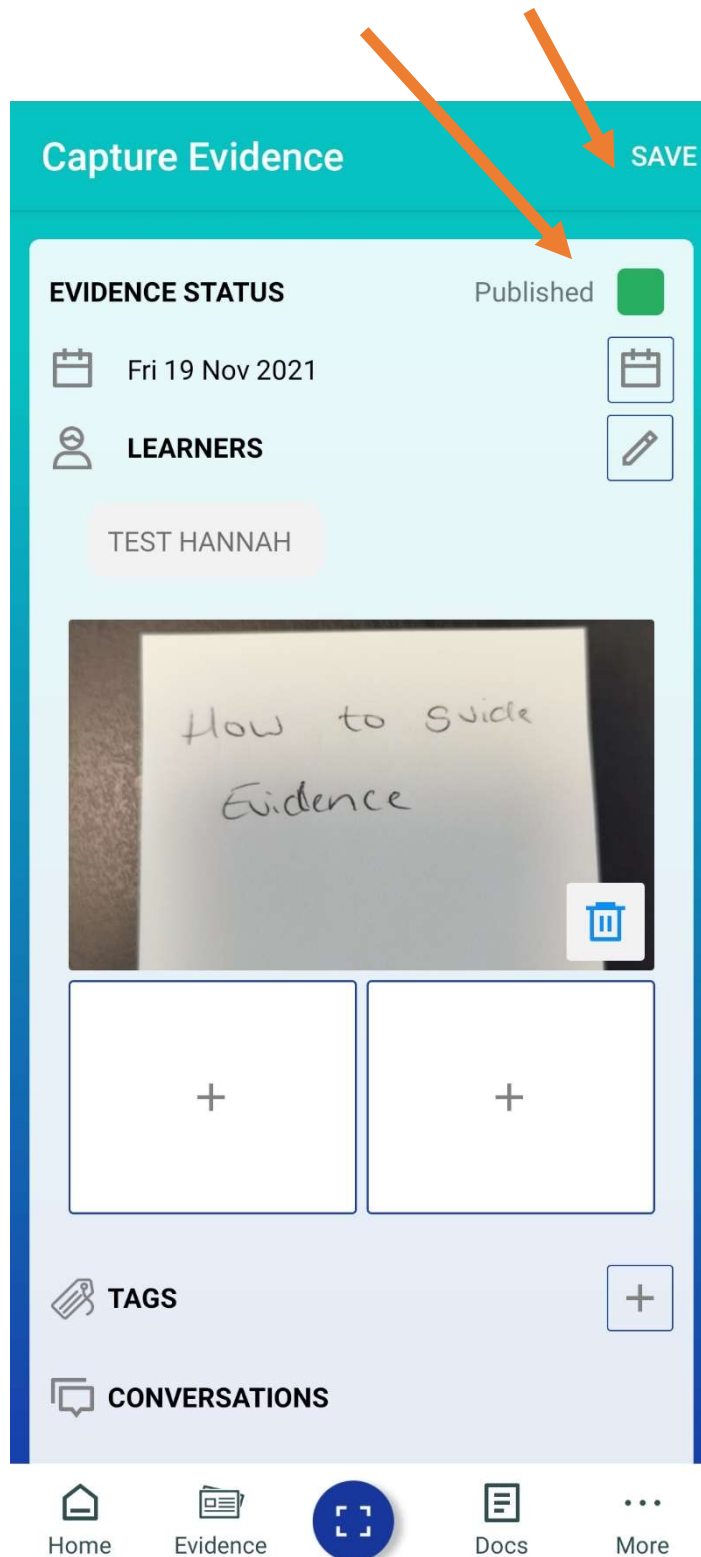 Capture Evidence SAVE
EVIDENCE STATUS Published
Fri 19 Nov 2021
LEARNERS
TEST HANNAH
How to guide
Evidence
TAGS
CONVERSATIONS
Home Evidence Docs More